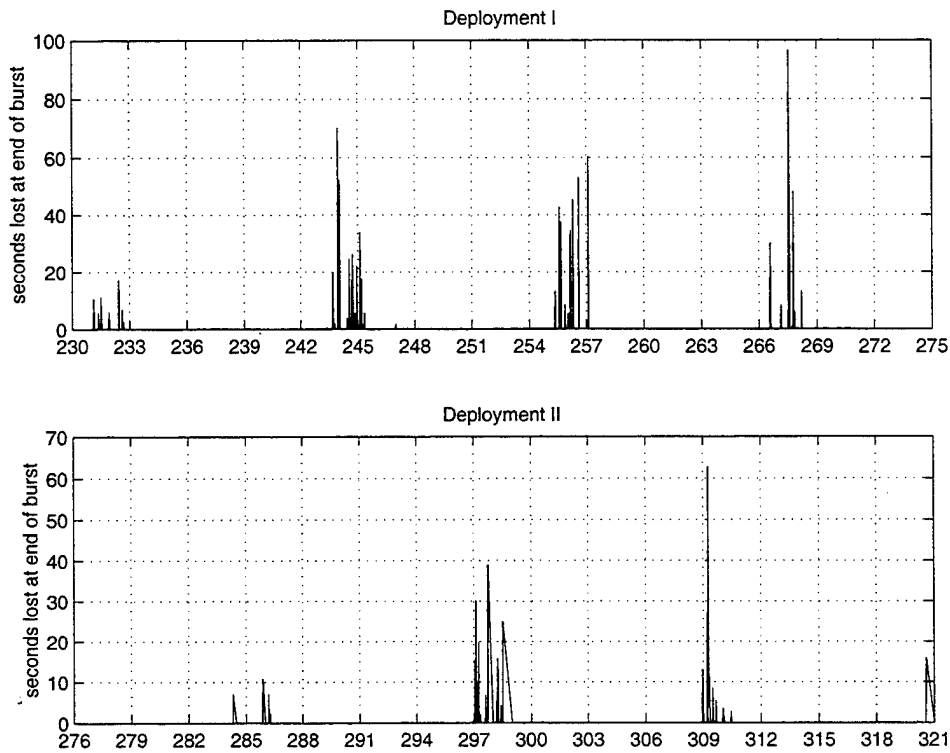 Deployment I
seconds lost at end of burst
100
80
60
40
20
0
230 233 236 239 242 245 248 251 254 257 260 263 266 269 272 275
Deployment II
seconds lost at end of burst
70
60
50
40
30
20
10
0
276 279 282 285 288 291 294 297 300 303 306 309 312 315 318 321